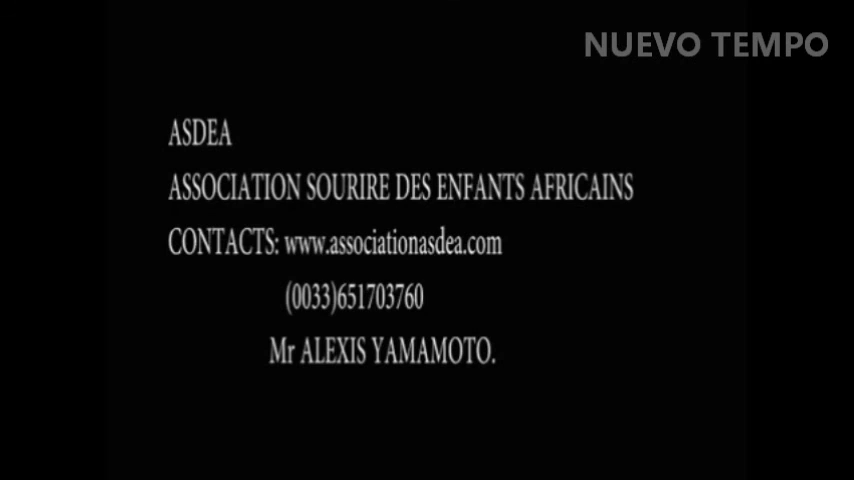 NUEVO TEMPO
ASDEA
ASSOCIATION SOURIRE DES ENFANTS AFRICAINS
CONTACTS: www.associationasdea.com
(0033)651703760
Mr ALEXIS YAMAMOTO.